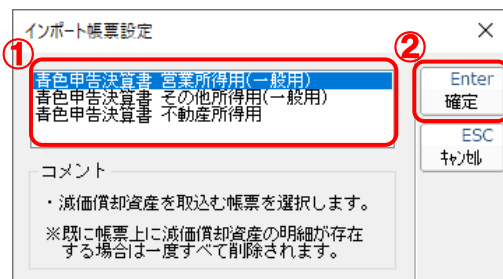 インポート帳票設定
①
②
青色申告決算書 営業所得用(一般用)
青色申告決算書 その他所得用(一般用)
青色申告決算書 不動産所得用
Enter
確定
ESC
ｷｬﾝｾﾙ
コメント
・減価償却資産を取込む帳票を選択します。
※既に帳票上に減価償却資産の明細が存在
する場合は一度すべて削除されます。